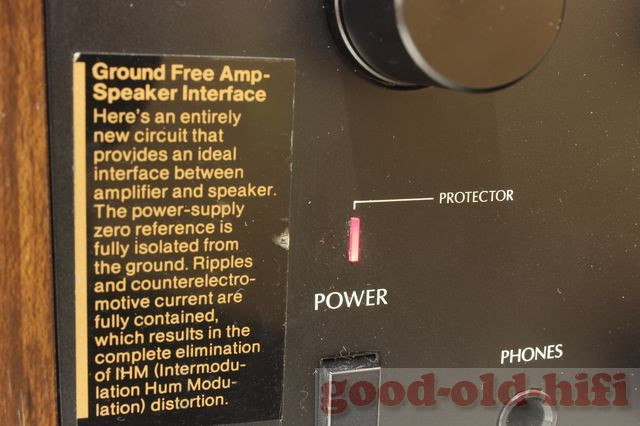 Ground Free Amp-
Speaker Interface
Here's an entirely
new circuit that
provides an ideal
interface between
amplifier and speaker.
The power-supply
zero reference is
fully isolated from
the ground. Ripples
and counterelectro-
motive current are
fully contained,
which results in the
complete elimination
of IHM (Intermodu-
lation Hum Modu-
lation) distortion.
PROTECTOR
POWER
PHONES
good-old-hifi